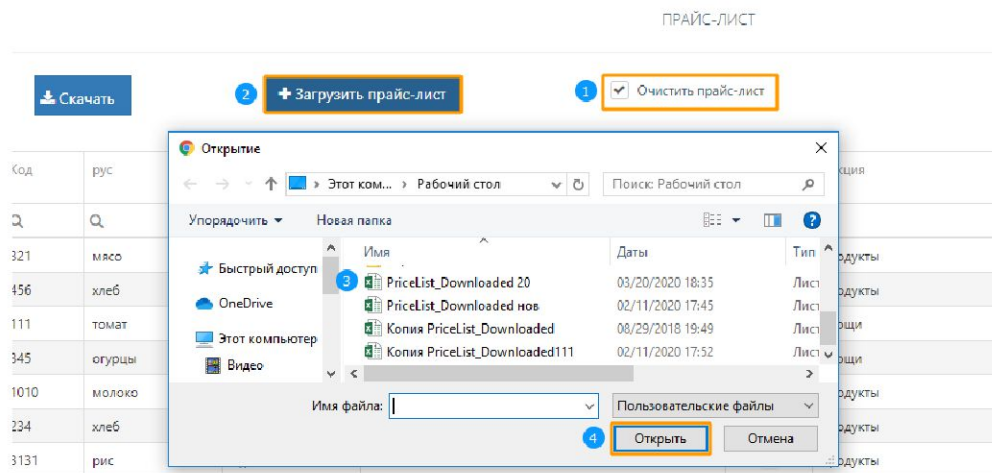 ПРАЙС-ЛИСТ
Скачать
2
+ Загрузить прайс-лист
1
Очистить прайс-лист
Открытие
Этот ком... › Рабочий стол
Поиск: Рабочий стол
Упорядочить
Новая папка
Быстрый доступ
OneDrive
Этот компьютер
Видео
Имя
Даты
Тип
3
PriceList_Downloaded 20
03/20/2020 18:35
Лист
PriceList_Downloaded нов
02/11/2020 17:45
Лист
Копия PriceList_Downloaded
08/29/2018 19:49
Лист
Копия PriceList_Downloaded111
02/11/2020 17:52
Лист
Имя файла:
Пользовательские файлы
4
Открыть
Отмена
Код
рус
кция
321
мясо
одукты
456
хлеб
одукты
111
томат
ощи
345
огурцы
ощи
1010
молоко
одукты
234
хлеб
одукты
3131
рис
одукты